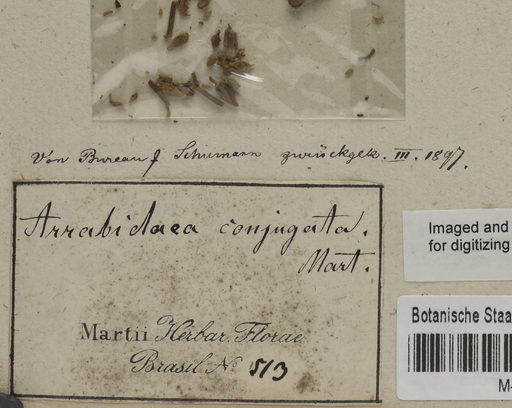 Von Bureau f Schumann zurückgek. III. 1897.
Arrabidaea conjugata.
Mart.
Martii Herbar. Florae
Brasil No 513
Imaged and
for digitizing
Botanische Staa
M-